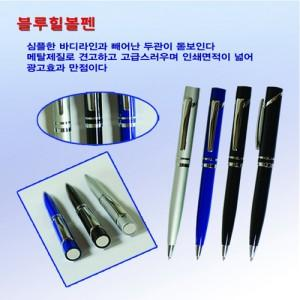 블루힐볼펜
심플한 바디라인과 빼어난 두관이 돋보인다
메탈재질로 견고하고 고급스러우며 인쇄면적이 넓어
광고효과 만점이다